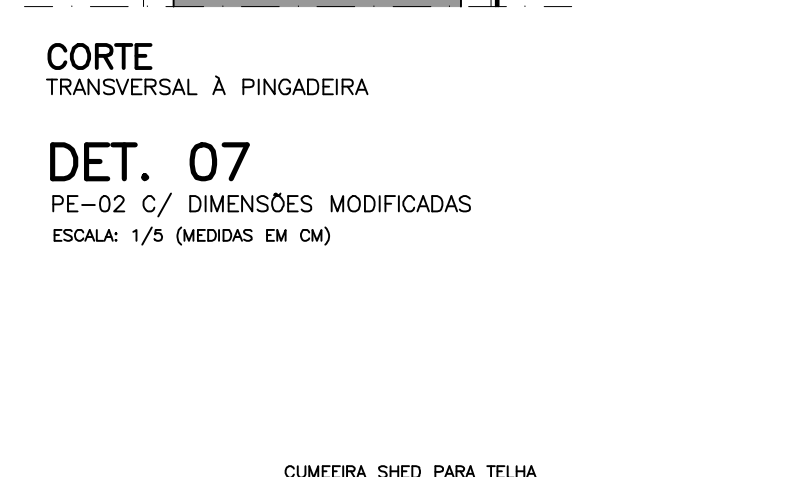 CORTE
TRANSVERSAL À PINGADEIRA
DET. 07
PE-02 C/ DIMENSÕES MODIFICADAS
ESCALA: 1/5 (MEDIDAS EM CM)
CUMEEIRA SHED PARA TELHA